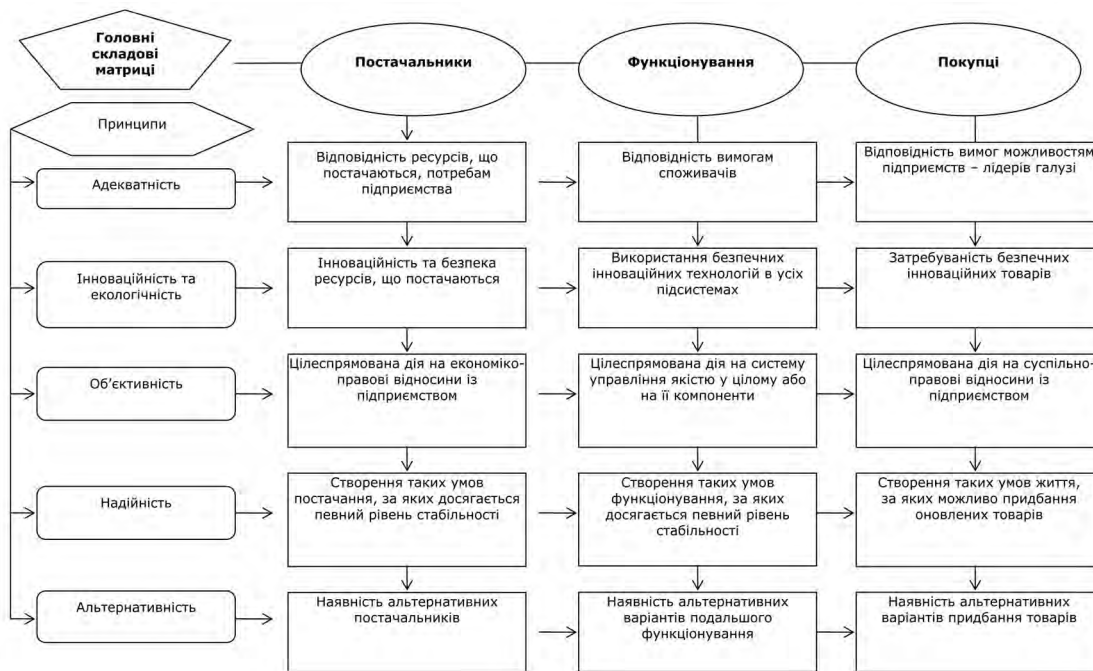 Головні
складові
матриці
Постачальники
Функціонування
Покупці
Принципи
Адекватність
Відповідність ресурсів, що
постачаються, потребам
підприємства
Відповідність вимогам
споживачів
Відповідність вимог можливостям
підприємств – лідерів галузі
Інноваційність та
екологічність
Інноваційність та безпека
ресурсів, що постачаються
Використання безпечних
інноваційних технологій в усіх
підсистемах
Затребуваність безпечних
інноваційних товарів
Об’єктивність
Цілеспрямована дія на економіко-
правові відносини із
підприємством
Цілеспрямована дія на систему
управління якістю у цілому або
на її компоненти
Цілеспрямована дія на суспільно-
правові відносини із
підприємством
Надійність
Створення таких умов
постачання, за яких досягається
певний рівень стабільності
Створення таких умов
функціонування, за яких
досягається певний рівень
стабільності
Створення таких умов життя,
за яких можливо придбання
оновлених товарів
Альтернативність
Наявність альтернативних
постачальників
Наявність альтернативних
варіантів подальшого
функціонування
Наявність альтернативних
варіантів придбання товарів